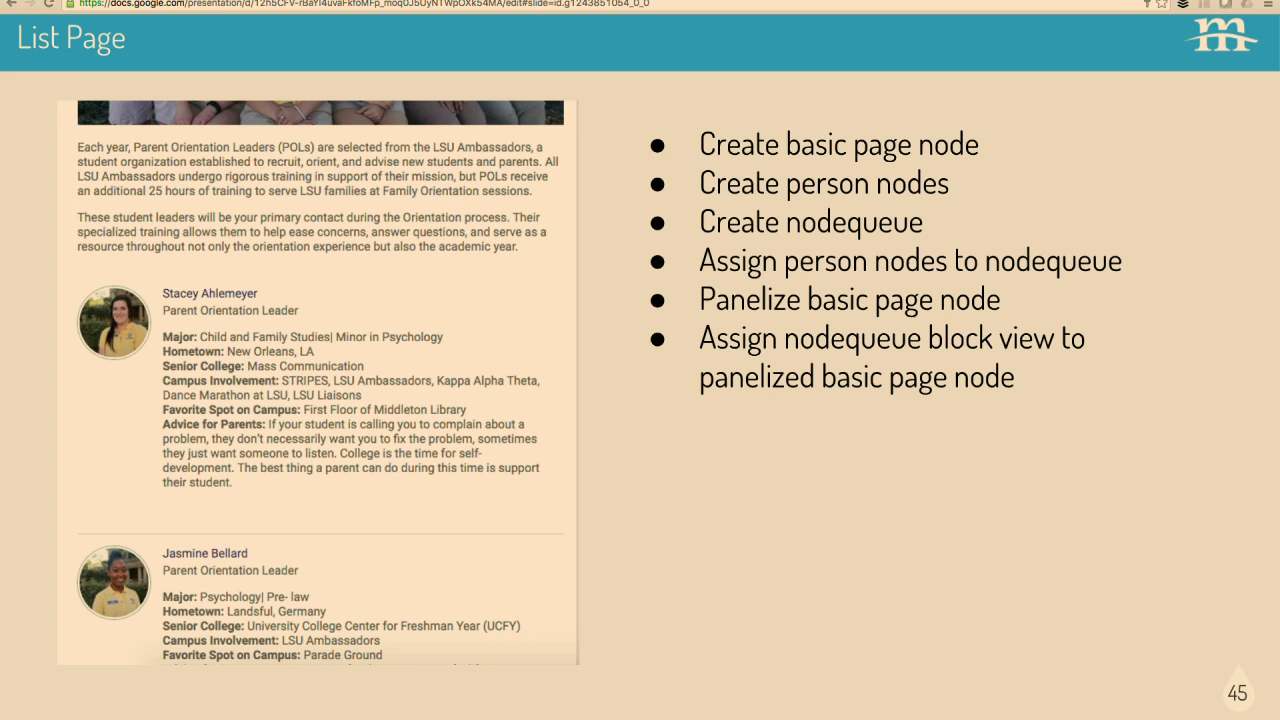 https://docs.google.com/presentation/d/12h5CFV-rBaYl4uvaFkfoMFp_moq0J5UyNTWpOXk54MA/edit#slide=id.g1243851054_0_0
List Page
m
Each year, Parent Orientation Leaders (POLs) are selected from the LSU Ambassadors, a
student organization established to recruit, orient, and advise new students and parents. All
LSU Ambassadors undergo rigorous training in support of their mission, but POLs receive
an additional 25 hours of training to serve LSU families at Family Orientation sessions.
These student leaders will be your primary contact during the Orientation process. Their
specialized training allows them to help ease concerns, answer questions, and serve as a
resource throughout not only the orientation experience but also the academic year.
Stacey Ahlemeyer
Parent Orientation Leader
Major: Child and Family Studies| Minor in Psychology
Hometown: New Orleans, LA
Senior College: Mass Communication
Campus Involvement: STRIPES, LSU Ambassadors, Kappa Alpha Theta,
Dance Marathon at LSU, LSU Liaisons
Favorite Spot on Campus: First Floor of Middleton Library
Advice for Parents: If your student is calling you to complain about a
problem, they don't necessarily want you to fix the problem, sometimes
they just want someone to listen. College is the time for self-
development. The best thing a parent can do during this time is support
their student.
Jasmine Bellard
Parent Orientation Leader
Major: Psychology| Pre- law
Hometown: Landsful, Germany
Senior College: University College Center for Freshman Year (UCFY)
Campus Involvement: LSU Ambassadors
Favorite Spot on Campus: Parade Ground
● Create basic page node
● Create person nodes
● Create nodequeue
● Assign person nodes to nodequeue
● Panelize basic page node
● Assign nodequeue block view to
panelized basic page node
45